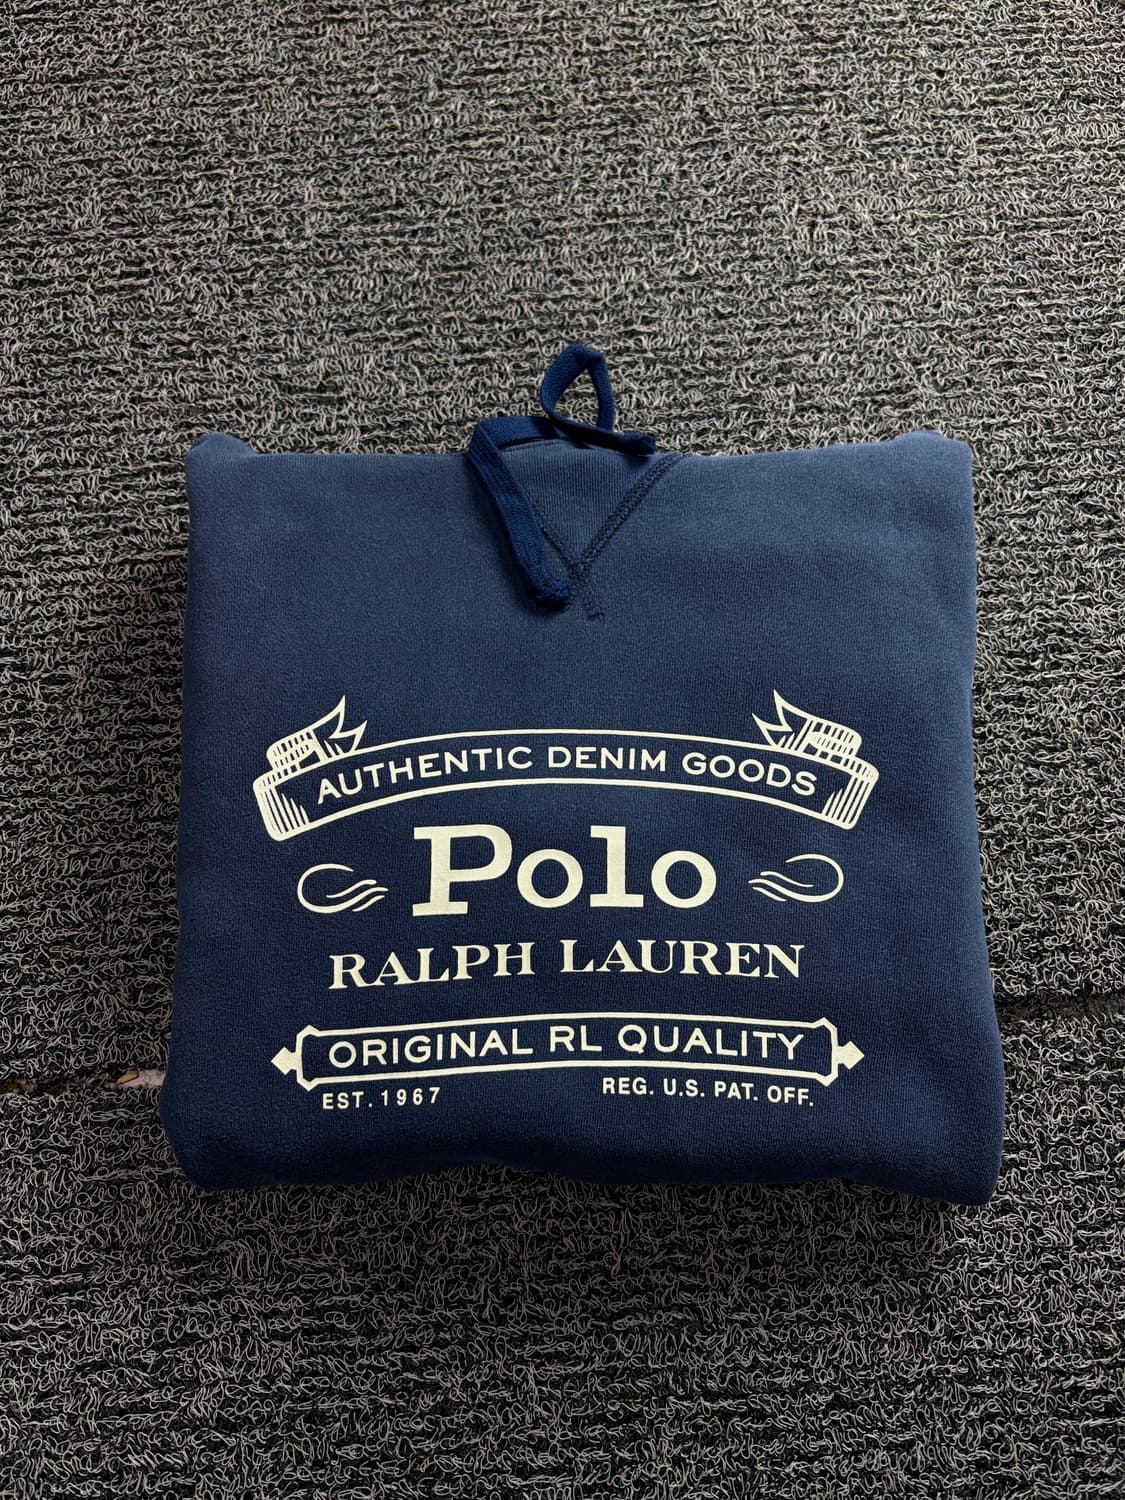 AUTHENTIC DENIM GOODS
Polo
RALPH LAUREN
ORIGINAL RL QUALITY
EST. 1967 REG. U.S. PAT. OFF.